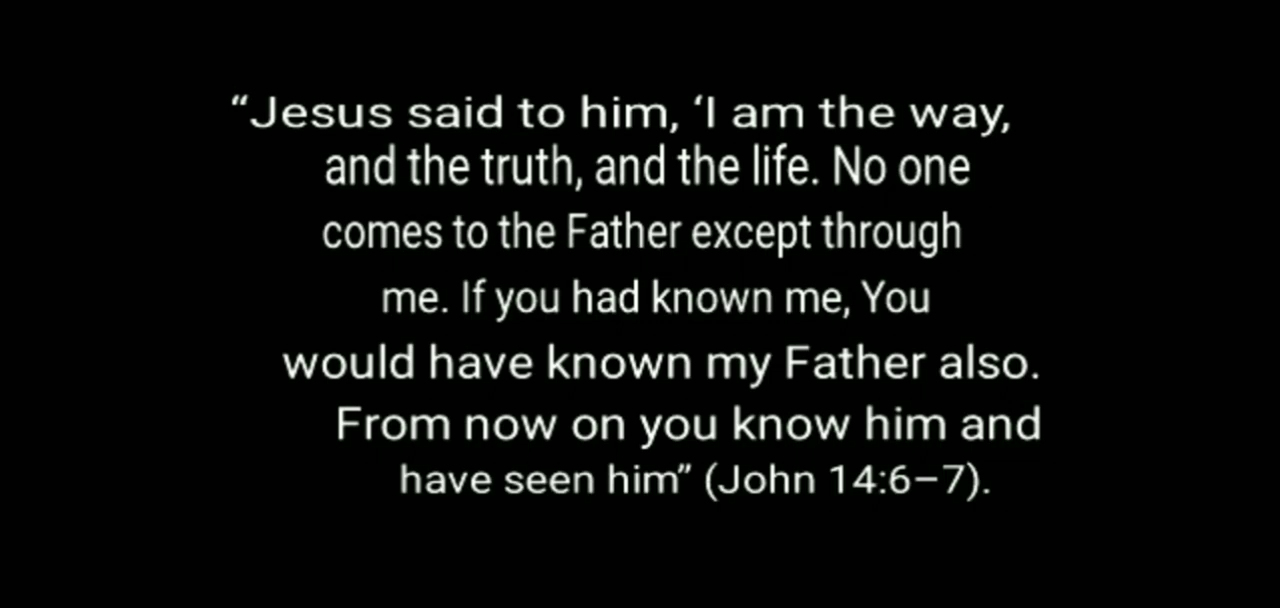 “Jesus said to him, ‘I am the way,
and the truth, and the life. No one
comes to the Father except through
me. If you had known me, You
would have known my Father also.
From now on you know him and
have seen him” (John 14:6–7).